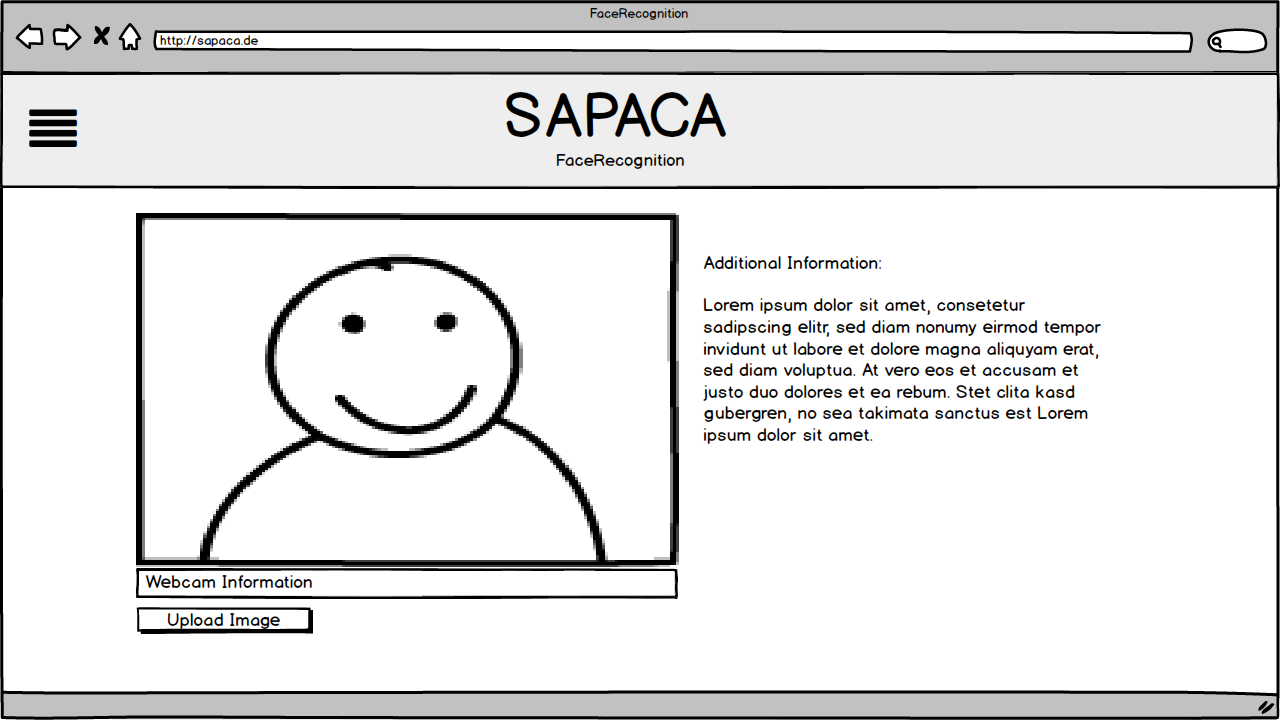 FaceRecognition
http://sapaca.de
SAPACA
FaceRecognition
Additional Information:
Lorem ipsum dolor sit amet, consetetur
sadipscing elitr, sed diam nonumy eirmod tempor
invidunt ut labore et dolore magna aliquyam erat,
sed diam voluptua. At vero eos et accusam et
justo duo dolores et ea rebum. Stet clita kasd
gubergren, no sea takimata sanctus est Lorem
ipsum dolor sit amet.
Webcam Information
Upload Image